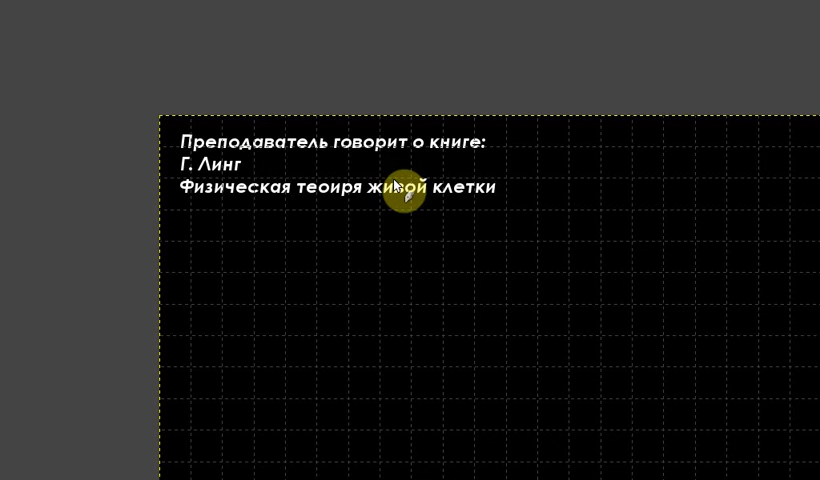 Преподаватель говорит о книге:
Г. Линг
Физическая теоиря живой клетки